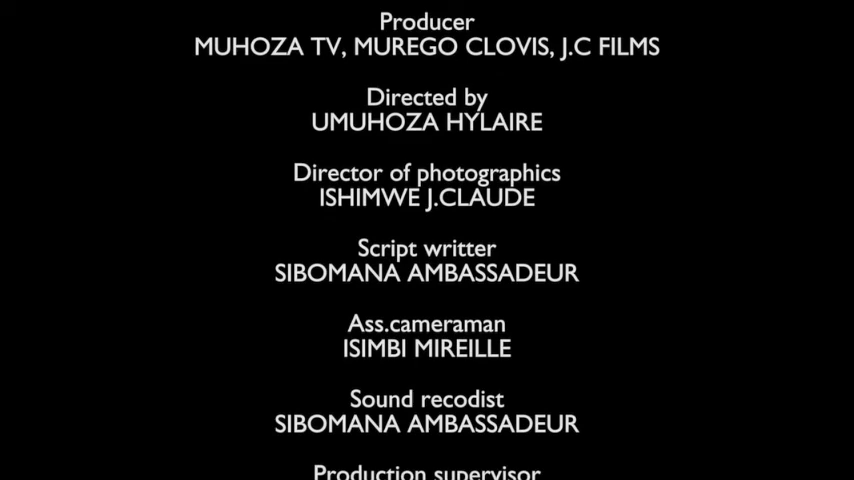 Producer
MUHOZA TV, MUREGO CLOVIS, J.C FILMS
Directed by
UMUHOZA HYLAIRE
Director of photographics
ISHIMWE J.CLAUDE
Script writter
SIBOMANA AMBASSADEUR
Ass.cameraman
ISIMBI MIREILLE
Sound recodist
SIBOMANA AMBASSADEUR
Production supervisor